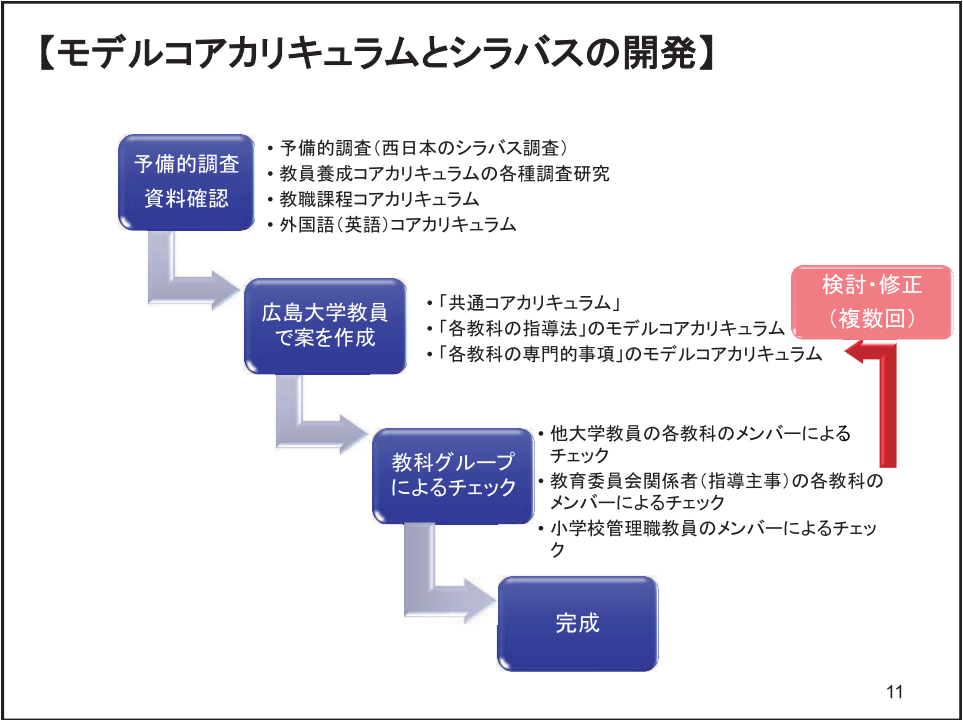 【モデルコアカリキュラムとシラバスの開発】
予備的調査
資料確認
・予備的調査(西日本のシラバス調査)
・教員養成コアカリキュラムの各種調査研究
・教職課程コアカリキュラム
・外国語(英語)コアカリキュラム
広島大学教員
で案を作成
・「共通コアカリキュラム」
・「各教科の指導法」のモデルコアカリキュラム
・「各教科の専門的事項」のモデルコアカリキュラム
検討・修正
(複数回)
教科グループ
によるチェック
・他大学教員の各教科のメンバーによる
チェック
・教育委員会関係者(指導主事)の各教科の
メンバーによるチェック
・小学校管理職教員のメンバーによるチェッ
ク
完成
11